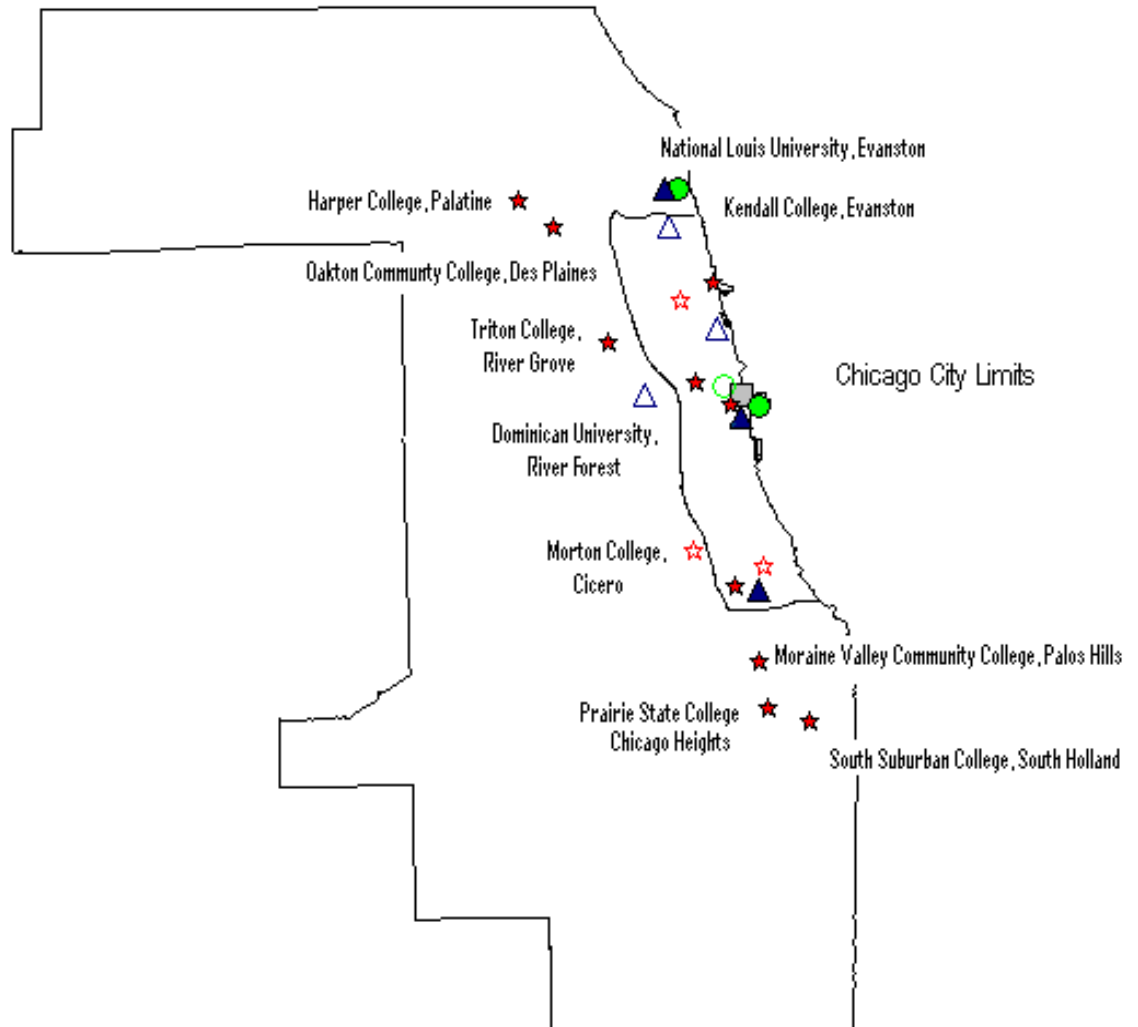 National Louis University, Evanston
Harper College, Palatine
Kendall College, Evanston
Oakton Communty College, Des Plaines
Triton College,
River Grove
Chicago City Limits
Dominican University,
River Forest
Morton College,
Cicero
Moraine Valley Community College, Palos Hills
Prairie State College
Chicago Heights
South Suburban College, South Holland